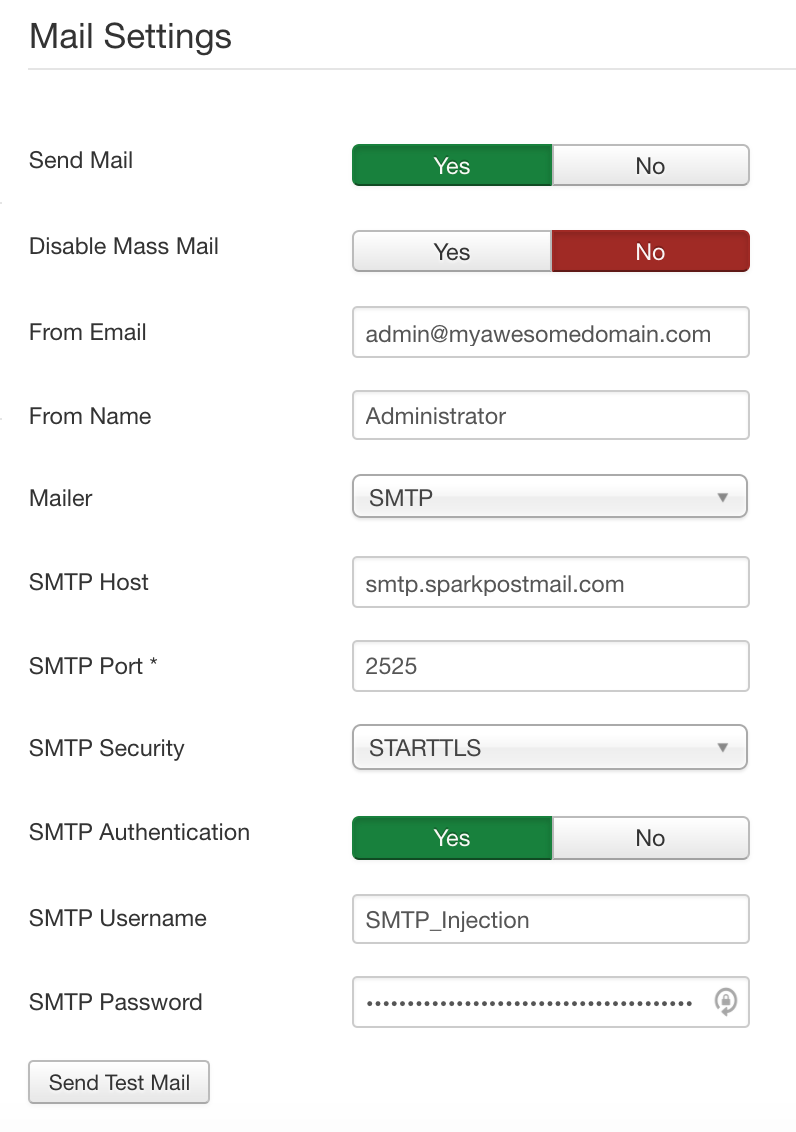 Mail Settings
Send Mail Yes No
Disable Mass Mail Yes No
From Email admin@myawesomedomain.com
From Name Administrator
Mailer SMTP
SMTP Host smtp.sparkpostmail.com
SMTP Port * 2525
SMTP Security STARTTLS
SMTP Authentication Yes No
SMTP Username SMTP_Injection
SMTP Password
Send Test Mail